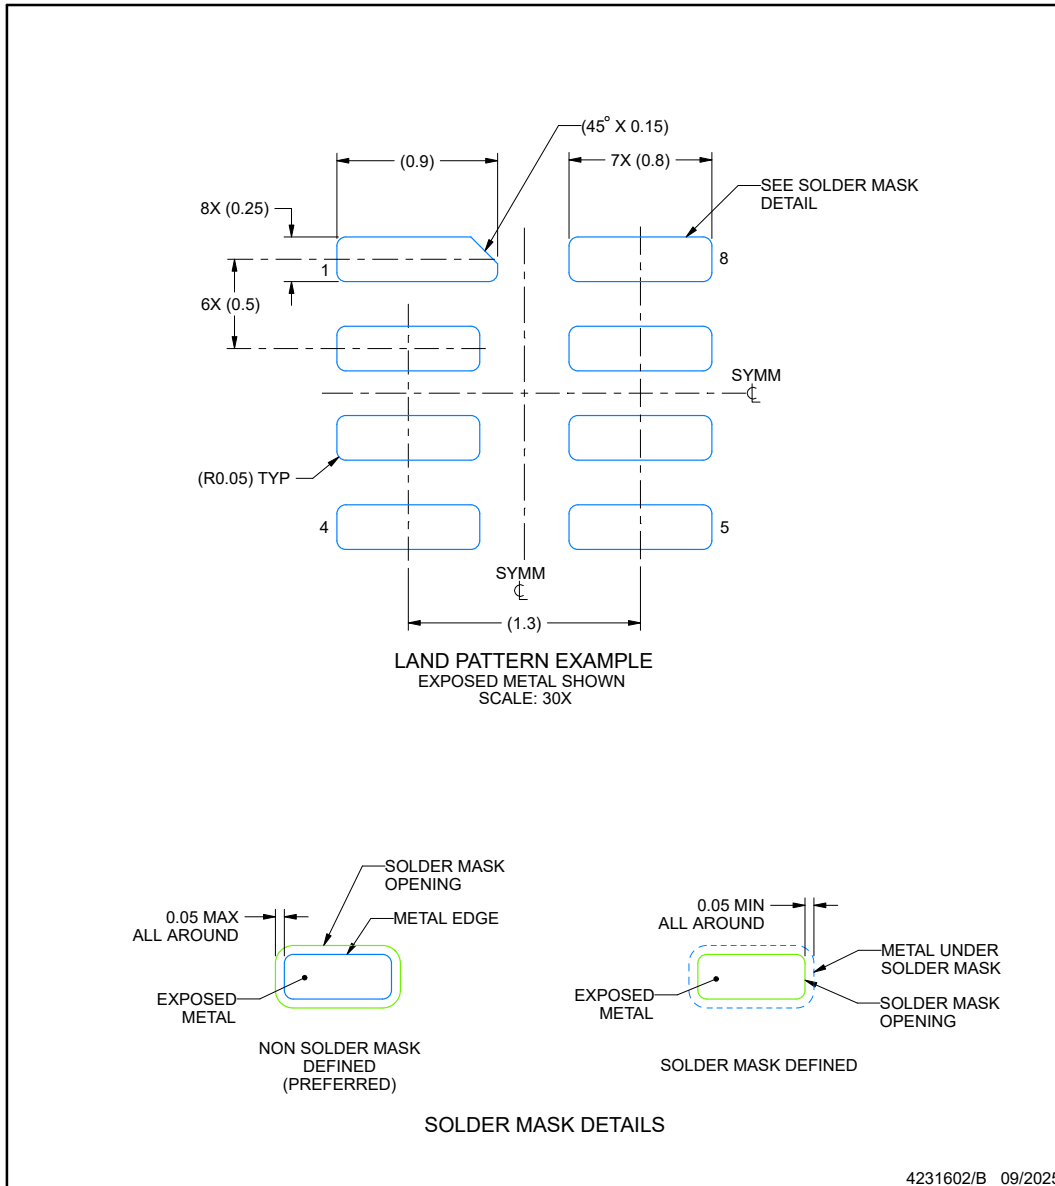 (45° X 0.15)
(0.9)
7X (0.8)
SEE SOLDER MASK
DETAIL
8X (0.25)
1
8
6X (0.5)
SYMM
℄
(R0.05) TYP
4
5
SYMM
℄
(1.3)
LAND PATTERN EXAMPLE
EXPOSED METAL SHOWN
SCALE: 30X
SOLDER MASK
OPENING
0.05 MAX
ALL AROUND
METAL EDGE
EXPOSED
METAL
NON SOLDER MASK
DEFINED
(PREFERRED)
0.05 MIN
ALL AROUND
METAL UNDER
SOLDER MASK
EXPOSED
METAL
SOLDER MASK
OPENING
SOLDER MASK DEFINED
SOLDER MASK DETAILS
4231602/B 09/2025